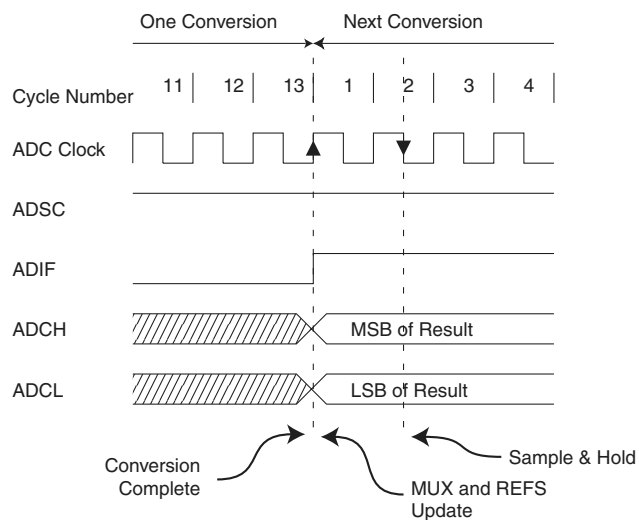 One Conversion Next Conversion
Cycle Number 11 12 13 1 2 3 4
ADC Clock
ADSC
ADIF
ADCH MSB of Result
ADCL LSB of Result
Conversion
Complete
MUX and REFS
Update
Sample & Hold